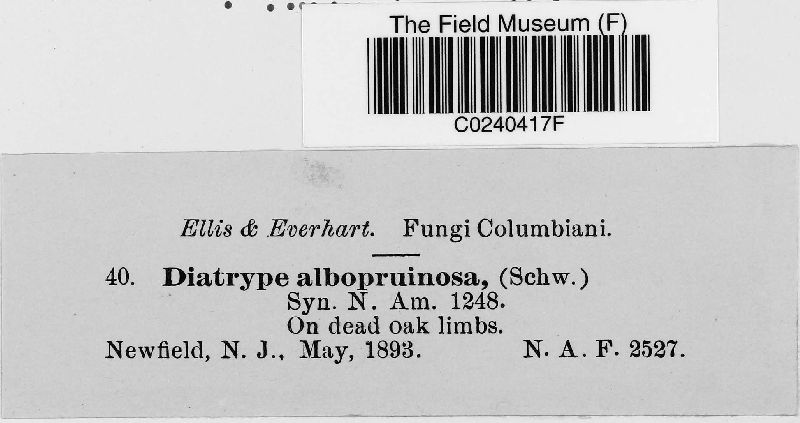 The Field Museum (F)
C0240417F
Ellis & Everhart. Fungi Columbiani.
40. Diatrype albopruinosa, (Schw.)
Syn. N. Am. 1248.
On dead oak limbs.
Newfield, N. J., May, 1893. N. A. F. 2527.